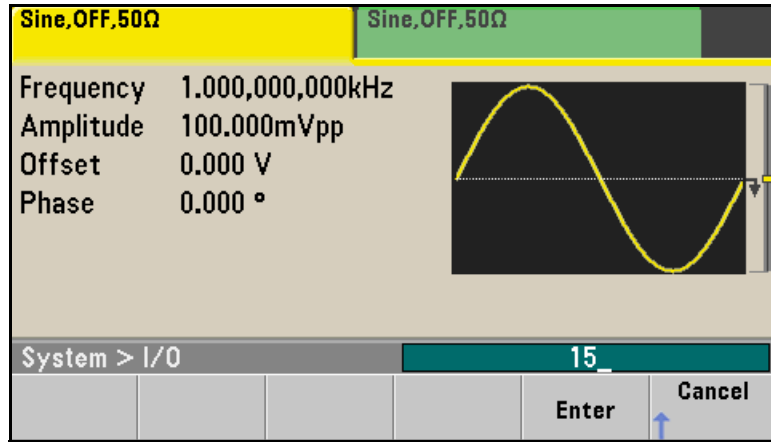 Sine,OFF,50Ω Sine,OFF,50Ω
Frequency 1.000,000,000kHz
Amplitude 100.000mVpp
Offset 0.000 V
Phase 0.000 °
System > I/O 15_
Enter Cancel